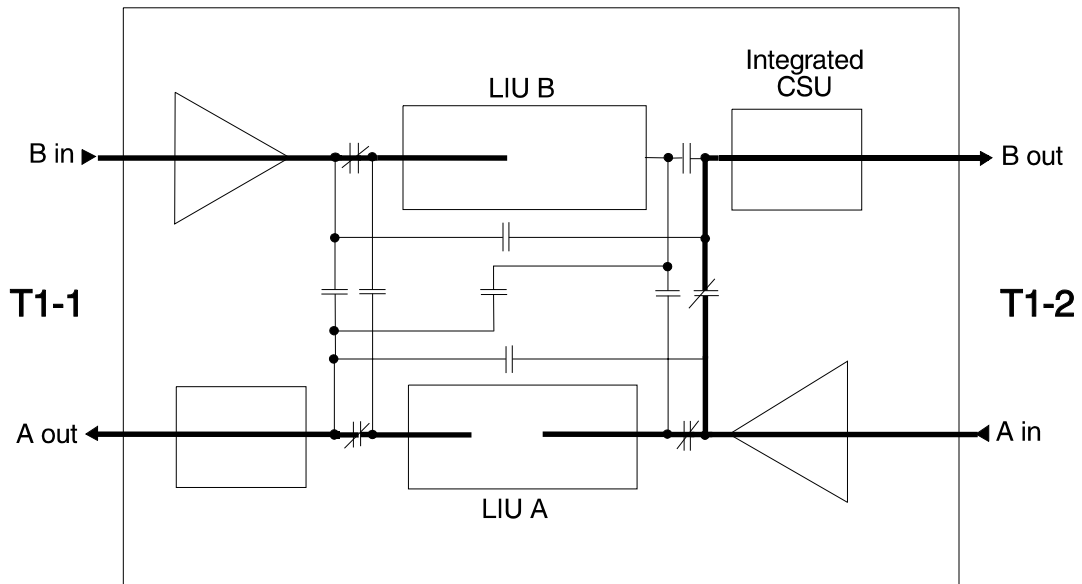 Integrated
CSU
LIU B
B in
B out
T1-1
T1-2
A out
A in
LIU A